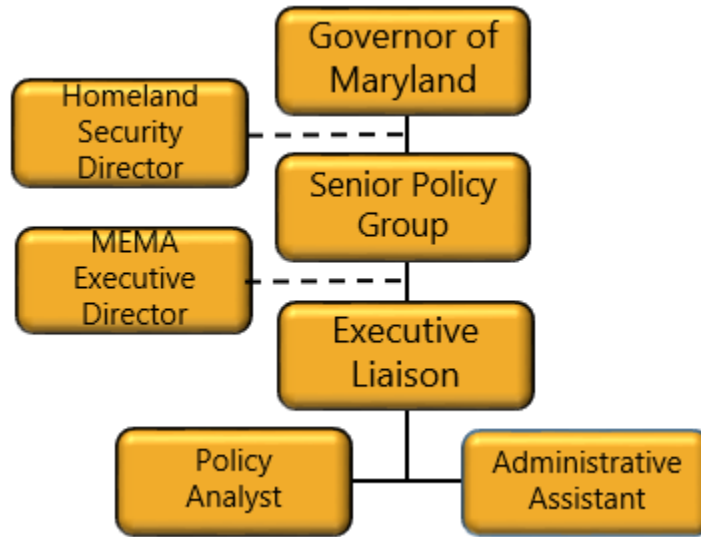 Governor of
Maryland
Homeland
Security
Director
Senior Policy
Group
MEMA
Executive
Director
Executive
Liaison
Policy
Analyst
Administrative
Assistant